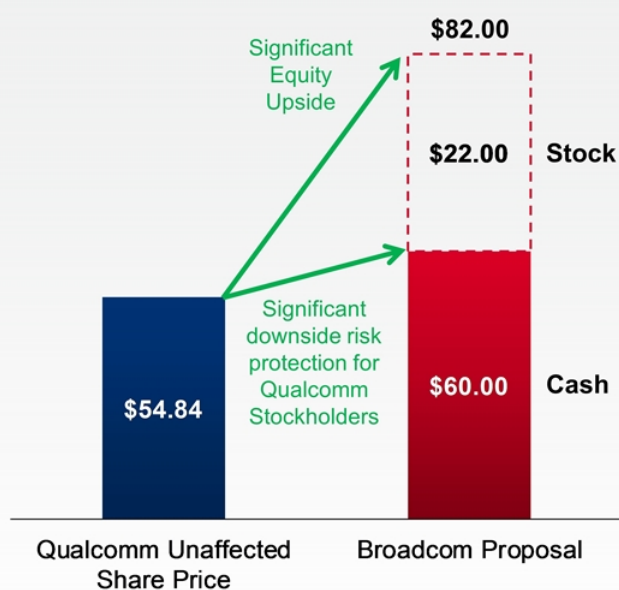 $82.00
Significant
Equity
Upside
$22.00
Stock
Significant
downside risk
protection for
Qualcomm
Stockholders
$54.84
$60.00
Cash
Qualcomm Unaffected
Share Price
Broadcom Proposal